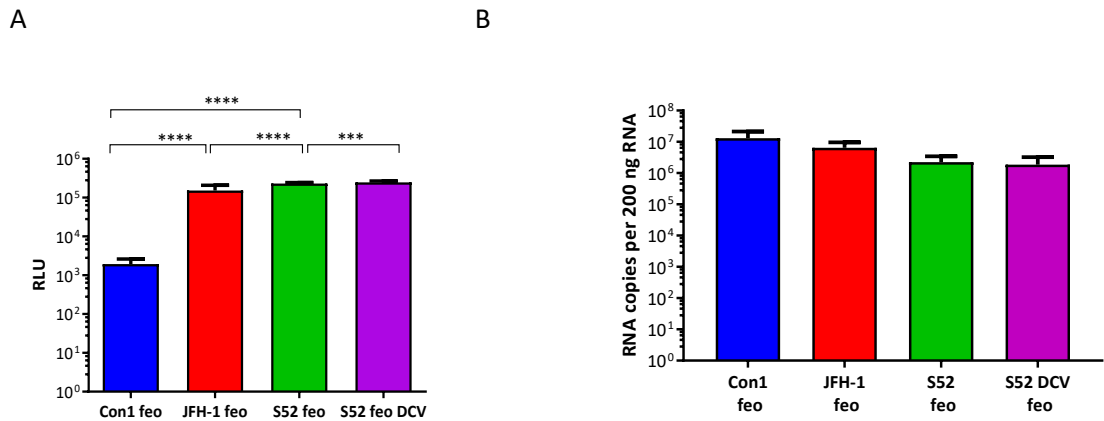 A
B
****
**** **** ***
RLU
10^6
10^5
10^4
10^3
10^2
10^1
10^0
Con1 feo JFH-1 feo S52 feo S52 feo DCV
RNA copies per 200 ng RNA
10^8
10^7
10^6
10^5
10^4
10^3
10^2
10^1
10^0
Con1 JFH-1 S52 S52 DCV
feo feo feo feo